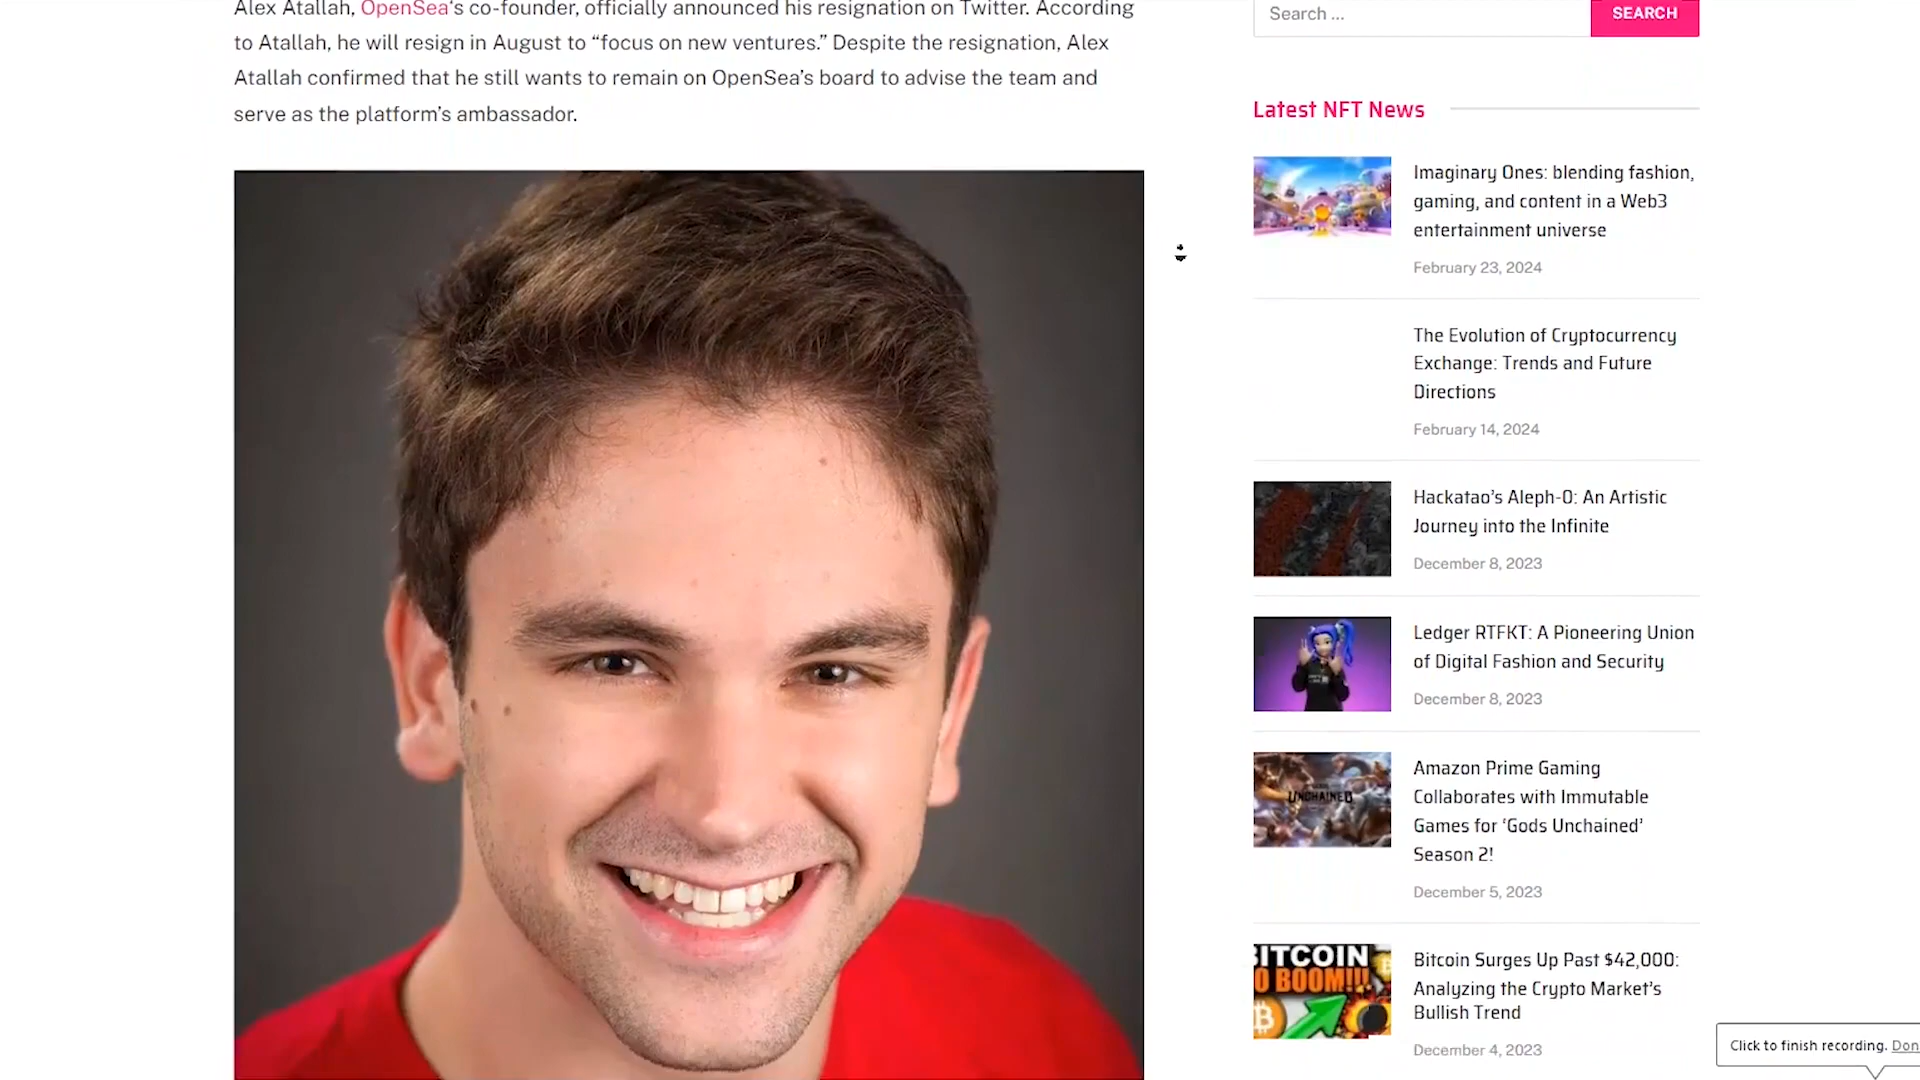 Alex Atallah, OpenSea‘s co-founder, officially announced his resignation on Twitter. According
to Atallah, he will resign in August to “focus on new ventures.” Despite the resignation, Alex
Atallah confirmed that he still wants to remain on OpenSea’s board to advise the team and
serve as the platform’s ambassador.
Search ...
SEARCH
Latest NFT News
Imaginary Ones: blending fashion,
gaming, and content in a Web3
entertainment universe
February 23, 2024
The Evolution of Cryptocurrency
Exchange: Trends and Future
Directions
February 14, 2024
Hackatao’s Aleph-0: An Artistic
Journey into the Infinite
December 8, 2023
Ledger RTFKT: A Pioneering Union
of Digital Fashion and Security
December 8, 2023
UNCHAINED
Amazon Prime Gaming
Collaborates with Immutable
Games for ‘Gods Unchained’
Season 2!
December 5, 2023
BITCOIN
O BOOM!!!
Bitcoin Surges Up Past $42,000:
Analyzing the Crypto Market’s
Bullish Trend
December 4, 2023
Click to finish recording. Don